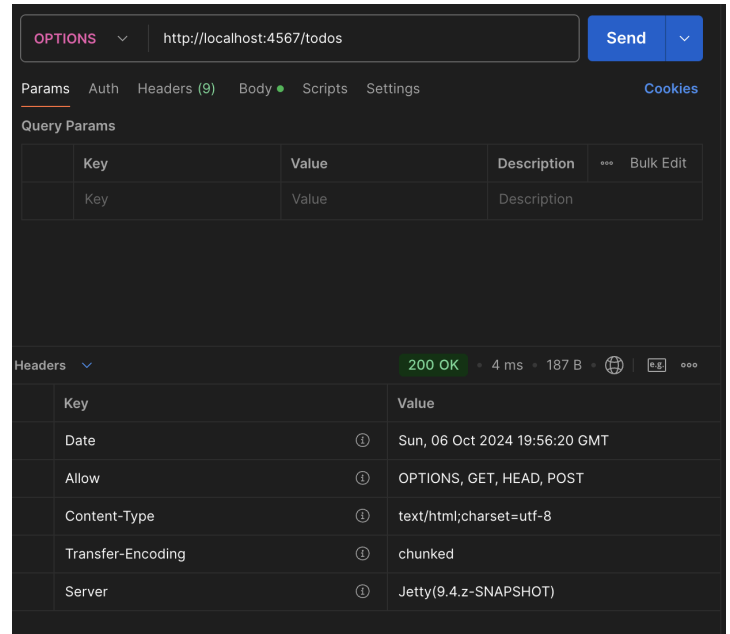 OPTIONS http://localhost:4567/todos Send
Params Auth Headers (9) Body Scripts Settings Cookies
Query Params
Key Value Description Bulk Edit
Key Value Description
Headers 200 OK 4 ms 187 B e.g.
Key Value
Date Sun, 06 Oct 2024 19:56:20 GMT
Allow OPTIONS, GET, HEAD, POST
Content-Type text/html;charset=utf-8
Transfer-Encoding chunked
Server Jetty(9.4.z-SNAPSHOT)